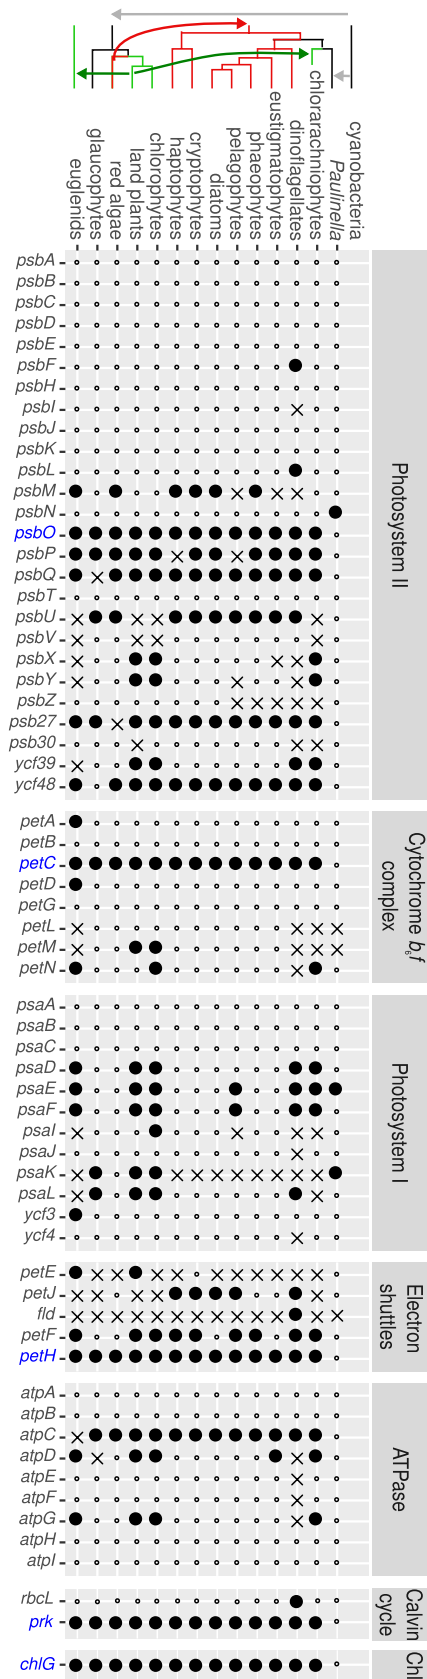 euglenids
glaucophytes
red algae
land plants
chlorophytes
haptophytes
cryptophytes
diatoms
pelagophytes
phaeophytes
eustigmatophytes
dinoflagellates
chlorarachniophytes
Paulinella
cyanobacteria
psbA
psbB
psbC
psbD
psbE
psbF
psbH
psbI
psbJ
psbK
psbL
psbM
psbN
psbO
psbP
psbQ
psbT
psbU
psbV
psbX
psbY
psbZ
psb27
psb30
ycf39
ycf48
Photosystem II
petA
petB
petC
petD
petG
petL
petM
petN
Cytochrome b6f
complex
psaA
psaB
psaC
psaD
psaE
psaF
psaI
psaJ
psaK
psaL
ycf3
ycf4
Photosystem I
petE
petJ
fld
petF
petH
Electron
shuttles
atpA
atpB
atpC
atpD
atpE
atpF
atpG
atpH
atpI
ATPase
rbcL
prk
Calvin
cycle
chlG
Chl